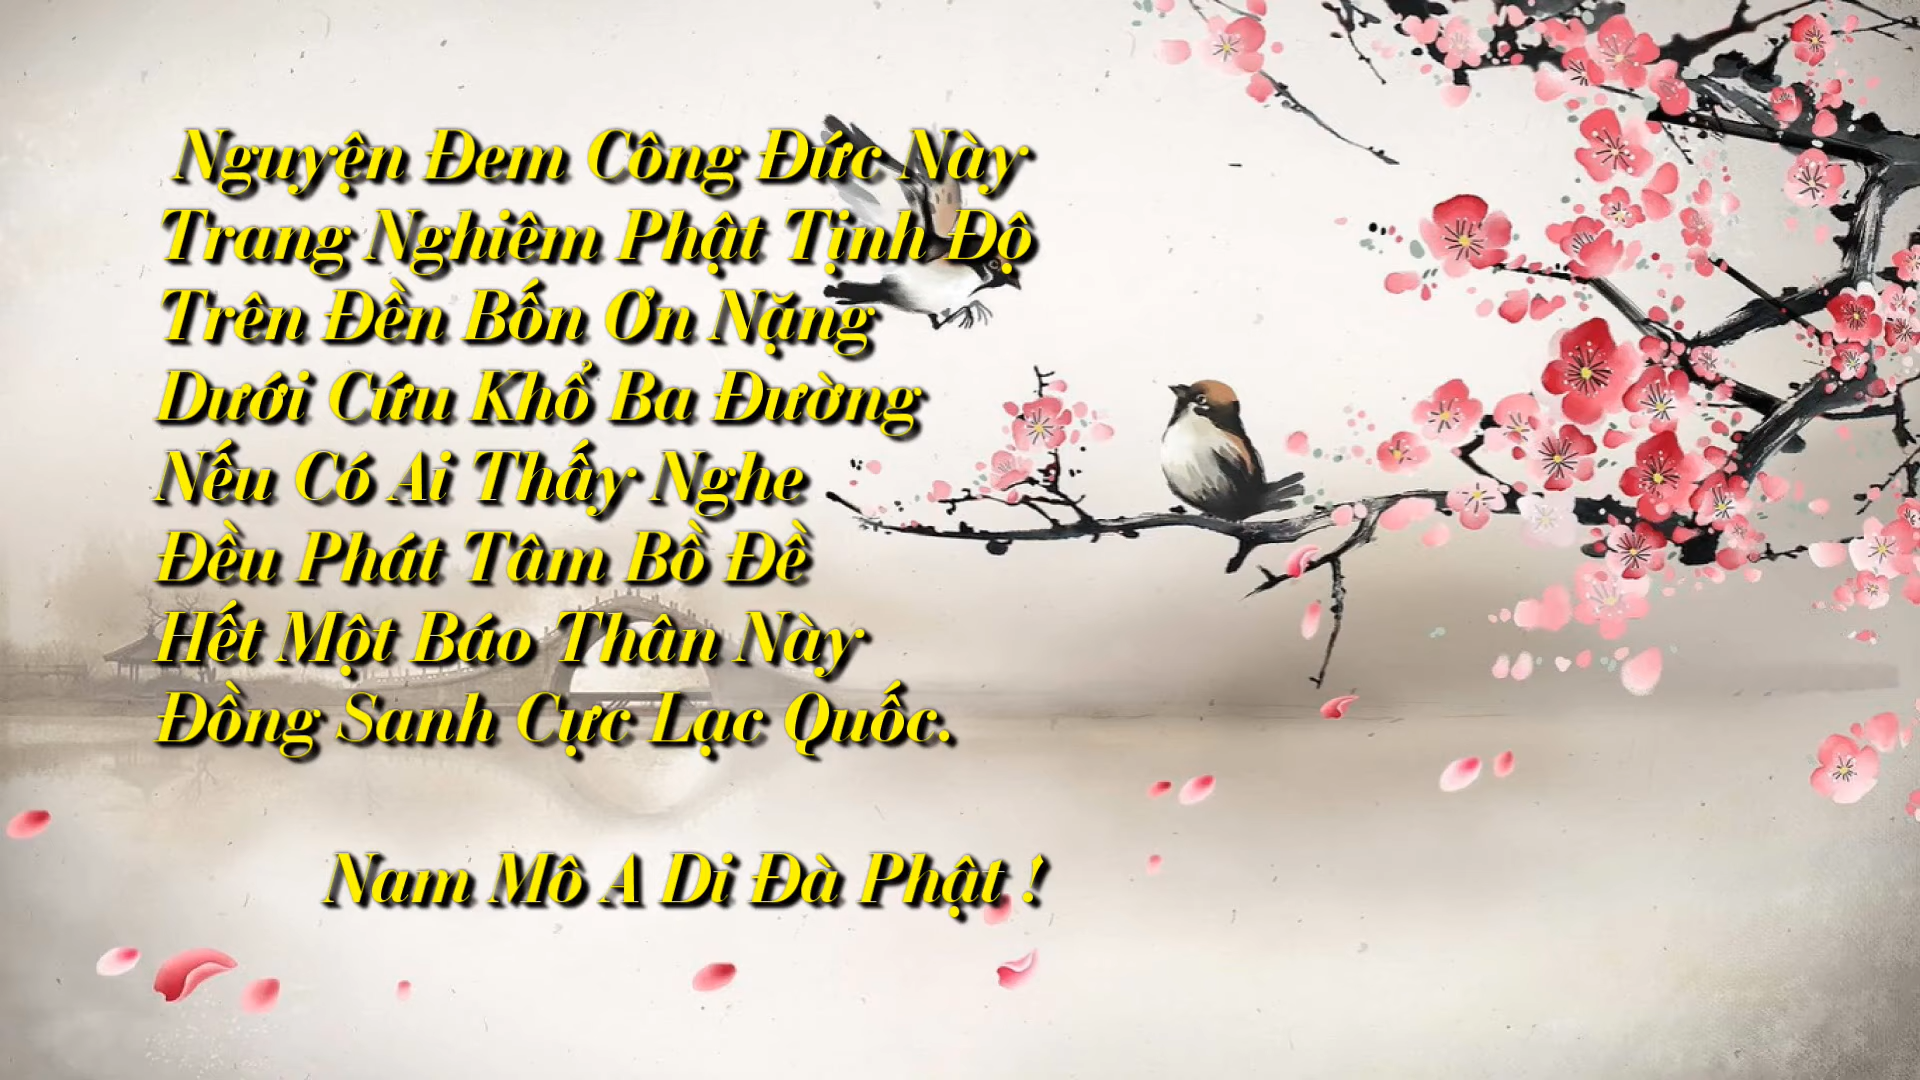 Nguyện Đem Công Đức Này
Trang Nghiêm Phật Tịnh Độ
Trên Đền Bốn Ơn Nặng
Dưới Cứu Khổ Ba Đường
Nếu Có Ai Thấy Nghe
Đều Phát Tâm Bồ Đề
Hết Một Báo Thân Này
Đồng Sanh Cực Lạc Quốc.
Nam Mô A Di Đà Phật !